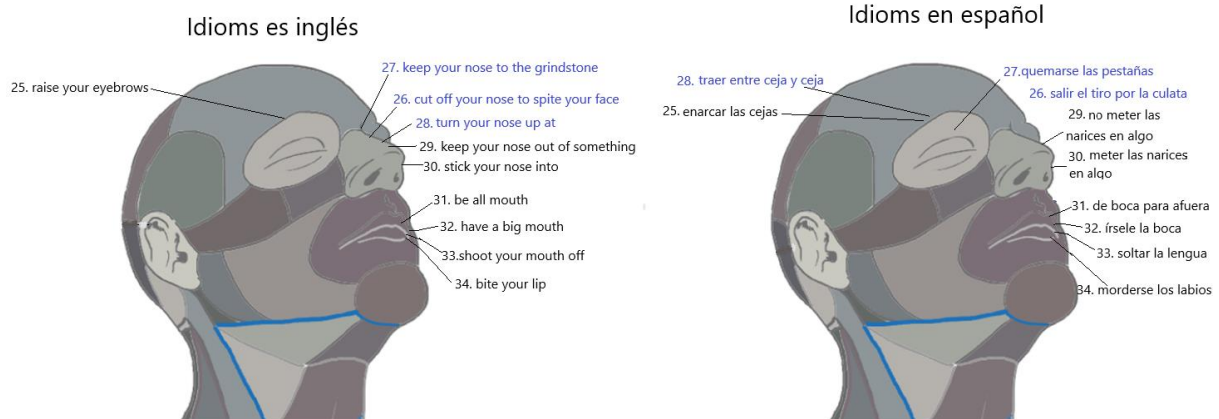 Idioms es inglés
27. keep your nose to the grindstone
25. raise your eyebrows
26. cut off your nose to spite your face
28. turn your nose up at
29. keep your nose out of something
30. stick your nose into
31. be all mouth
32. have a big mouth
33.shoot your mouth off
34. bite your lip
Idioms en español
27.quemarse las pestañas
28. traer entre ceja y ceja
26. salir el tiro por la culata
25. enarcar las cejas
29. no meter las
narices en algo
30. meter las narices
en algo
31. de boca para afuera
32. írsele la boca
33. soltar la lengua
34. morderse los labios